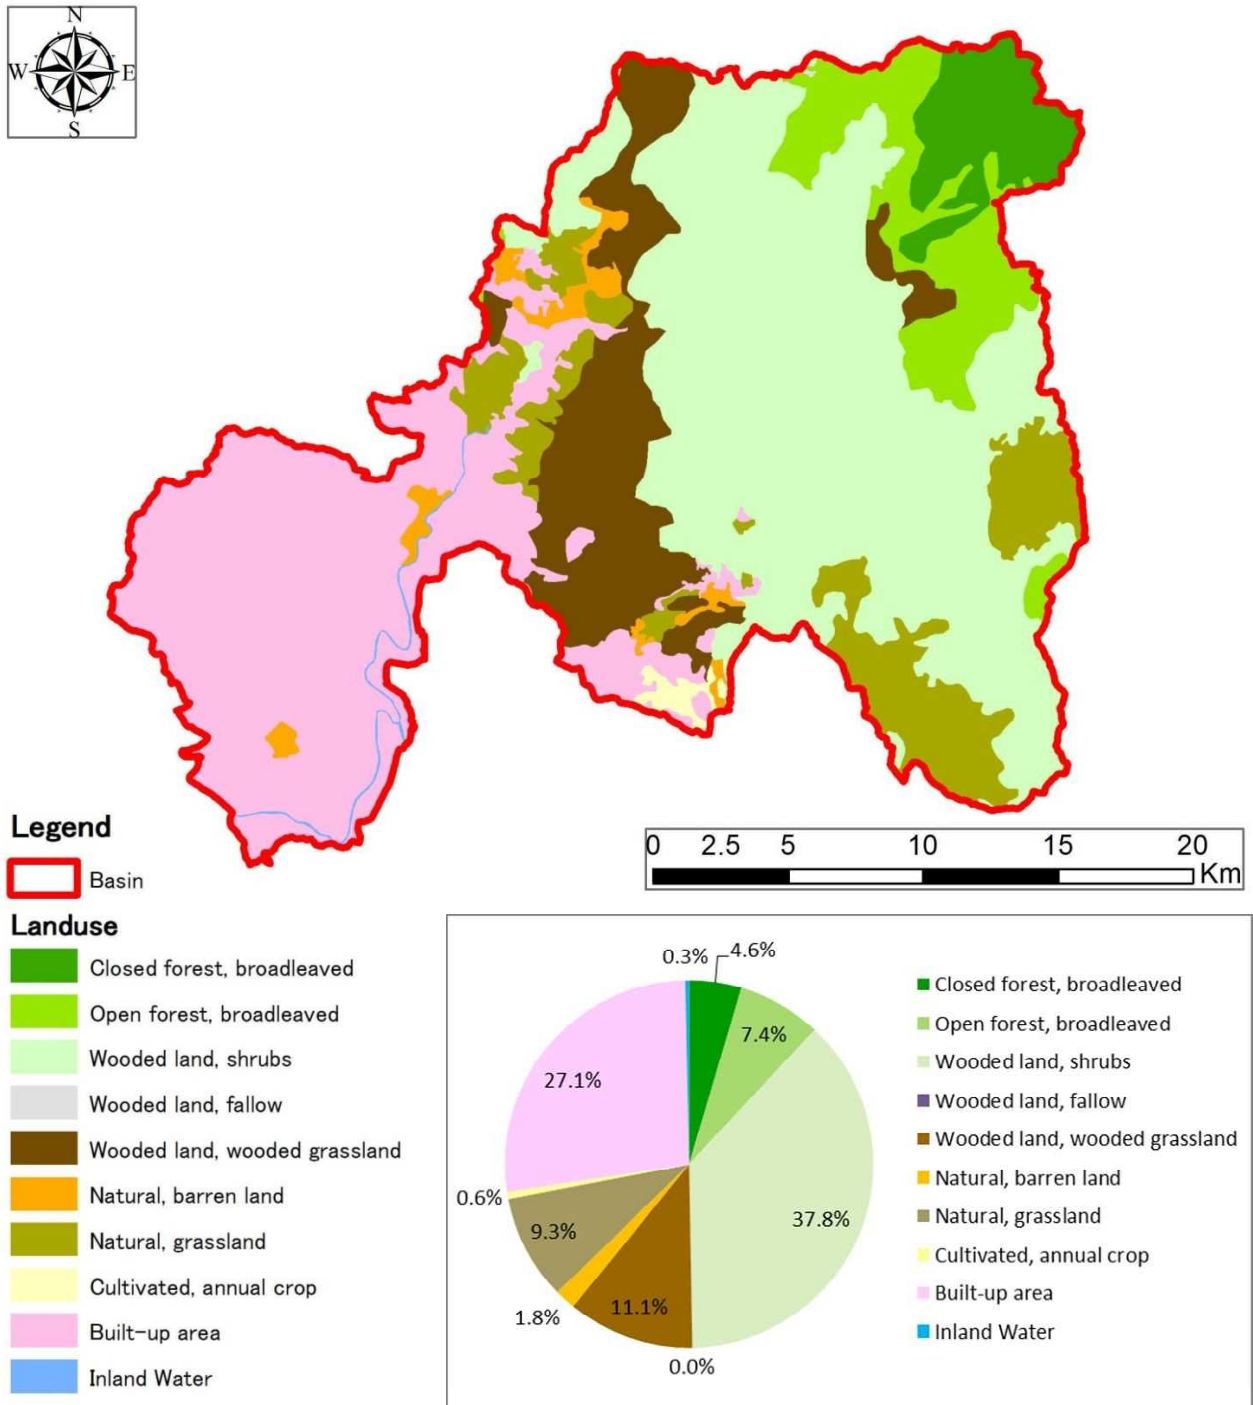 N
W E
S
Legend
Basin
Landuse
Closed forest, broadleaved
Open forest, broadleaved
Wooded land, shrubs
Wooded land, fallow
Wooded land, wooded grassland
Natural, barren land
Natural, grassland
Cultivated, annual crop
Built-up area
Inland Water
0 2.5 5 10 15 20
Km
0.3% 4.6%
7.4%
27.1%
37.8%
0.6%
9.3%
1.8%
11.1%
0.0%
Closed forest, broadleaved
Open forest, broadleaved
Wooded land, shrubs
Wooded land, fallow
Wooded land, wooded grassland
Natural, barren land
Natural, grassland
Cultivated, annual crop
Built-up area
Inland Water